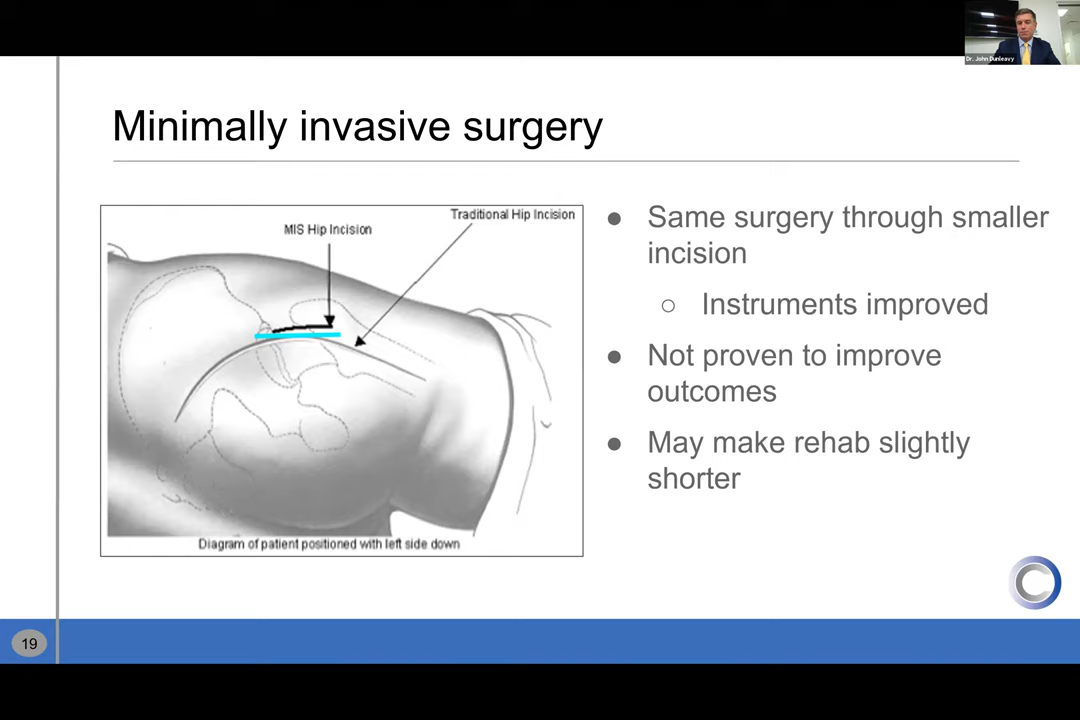 Dr. John Dunleavy
Minimally invasive surgery
Traditional Hip Incision
MIS Hip Incision
Diagram of patient positioned with left side down
● Same surgery through smaller
incision
○ Instruments improved
● Not proven to improve
outcomes
● May make rehab slightly
shorter
19